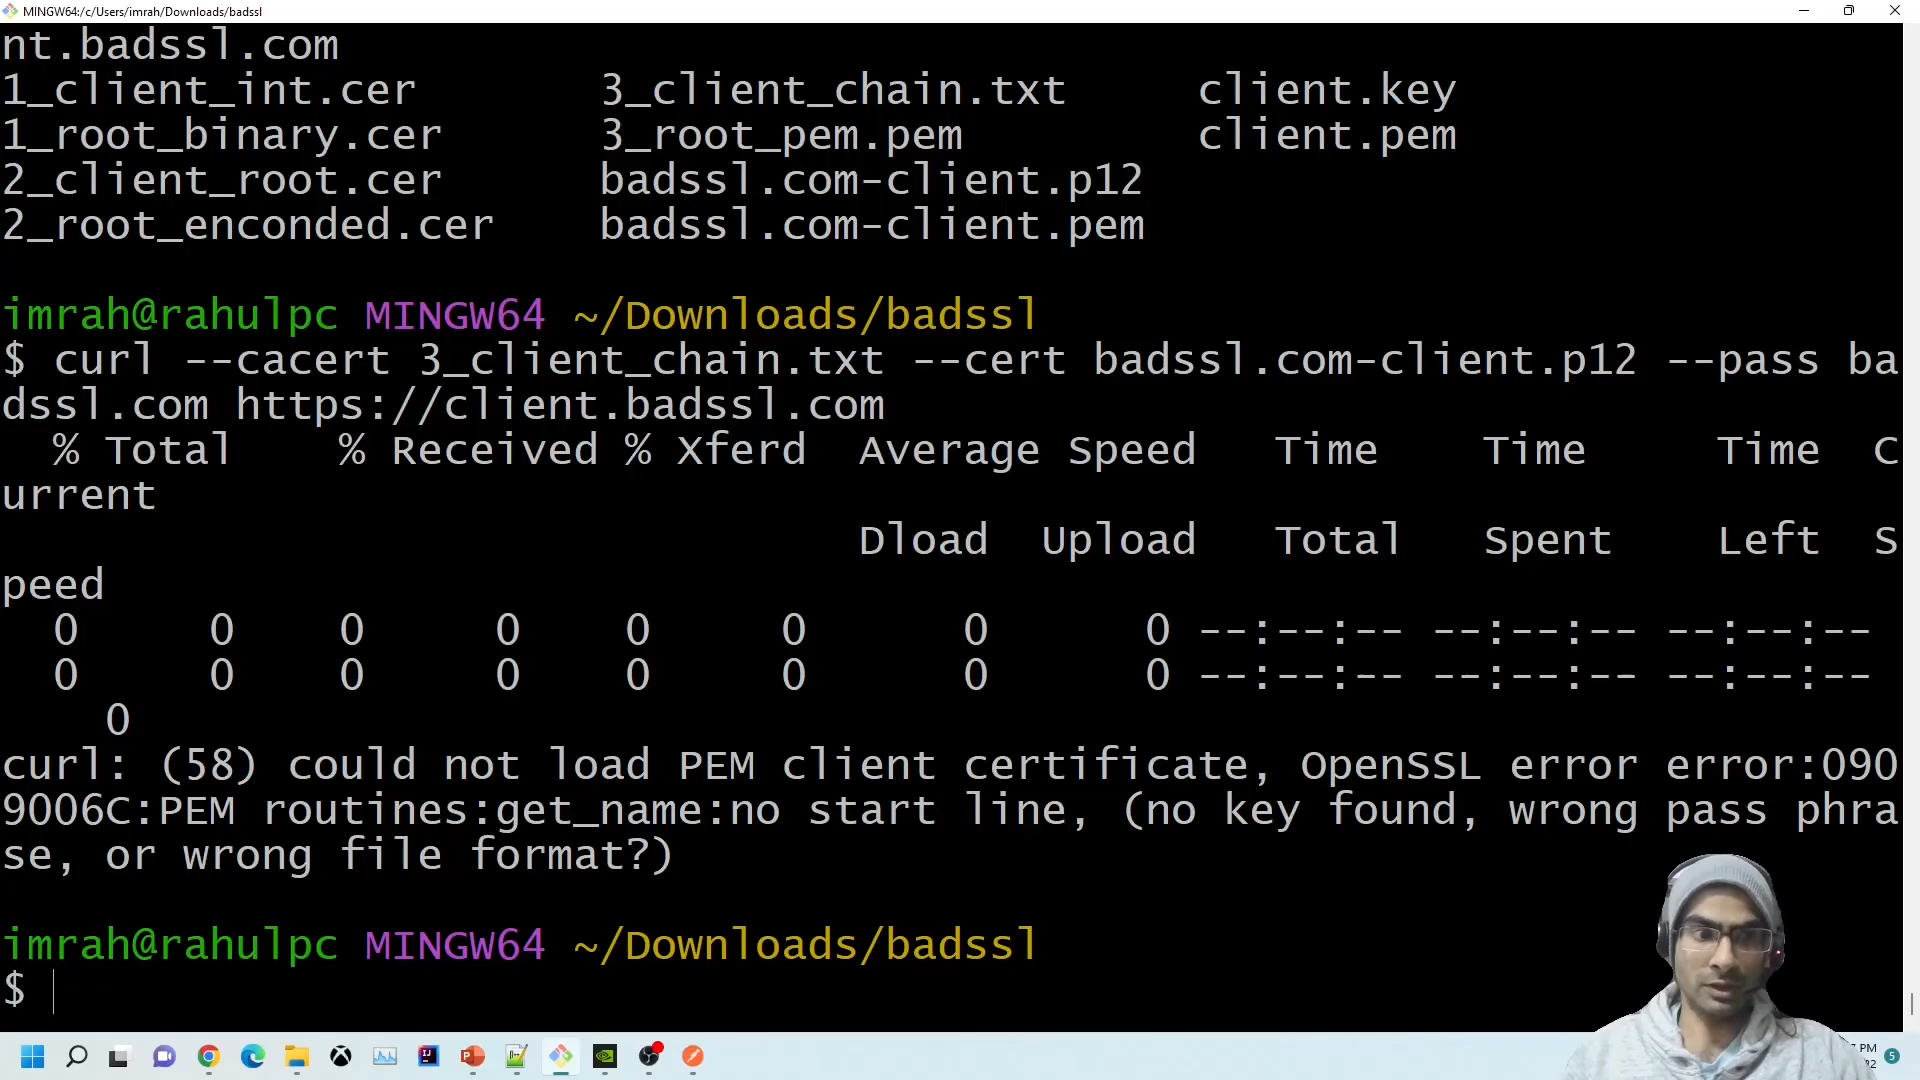 MINGW64:/c/Users/imrah/Downloads/badssl
nt.badssl.com
1_client_int.cer 3_client_chain.txt client.key
1_root_binary.cer 3_root_pem.pem client.pem
2_client_root.cer badssl.com-client.p12
2_root_enconded.cer badssl.com-client.pem
imrah@rahulpc MINGW64 ~/Downloads/badssl
$ curl --cacert 3_client_chain.txt --cert badssl.com-client.p12 --pass ba
dssl.com https://client.badssl.com
% Total % Received % Xferd Average Speed Time Time Time C
urrent
Dload Upload Total Spent Left S
peed
0 0 0 0 0 0 0 0 --:--:-- --:--:-- --:--:--
0 0 0 0 0 0 0 0 --:--:-- --:--:-- --:--:--
0
curl: (58) could not load PEM client certificate, OpenSSL error error:090
9006C:PEM routines:get_name:no start line, (no key found, wrong pass phra
se, or wrong file format?)
imrah@rahulpc MINGW64 ~/Downloads/badssl
$
PM
5